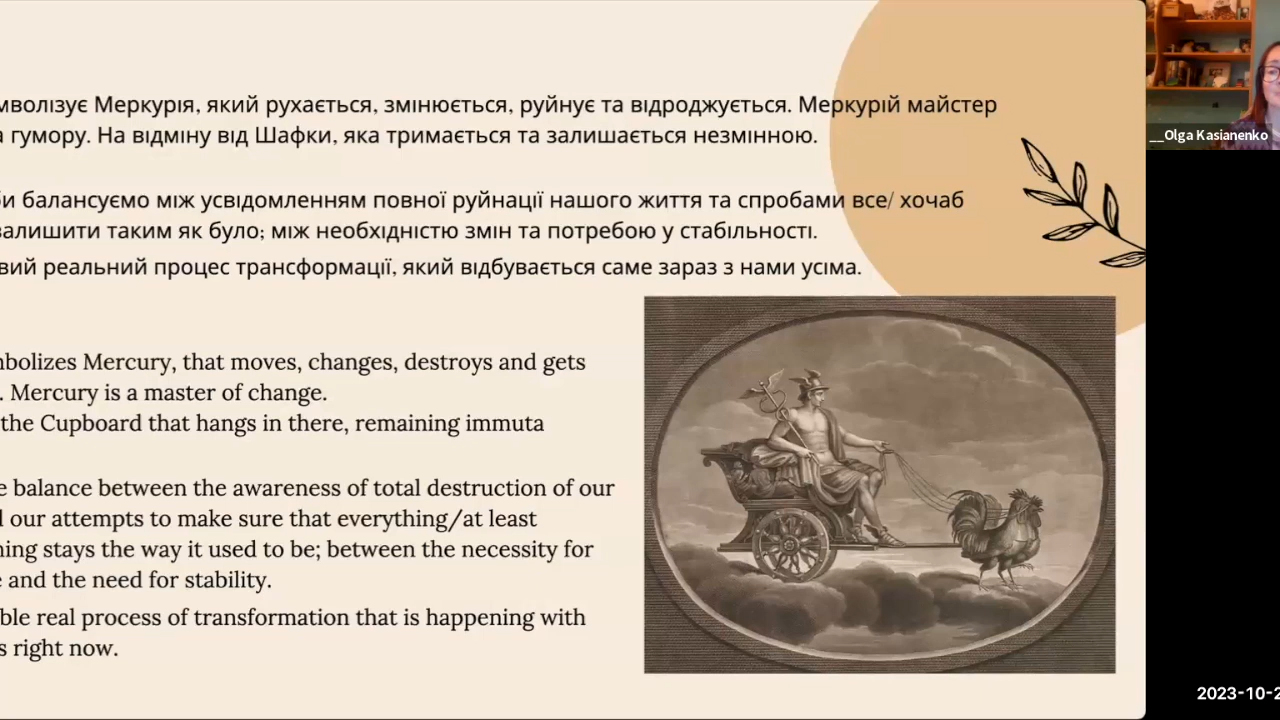 мволізує Меркурія, який рухається, змінюється, руйнує та відроджується. Меркурій майстер
а гумору. На відміну від Шафки, яка тримається та залишається незмінною.
би балансуємо між усвідомленням повної руйнації нашого життя та спробами все/ хочаб
залишити таким як було; між необхідністю змін та потребою у стабільності.
вий реальний процес трансформації, який відбувається саме зараз з нами усіма.
mbolizes Mercury, that moves, changes, destroys and gets
. Mercury is a master of change.
the Cupboard that hangs in there, remaining immuta
e balance between the awareness of total destruction of our
d our attempts to make sure that everything/at least
hing stays the way it used to be; between the necessity for
e and the need for stability.
ble real process of transformation that is happening with
s right now.
__Olga Kasianenko
2023-10-2